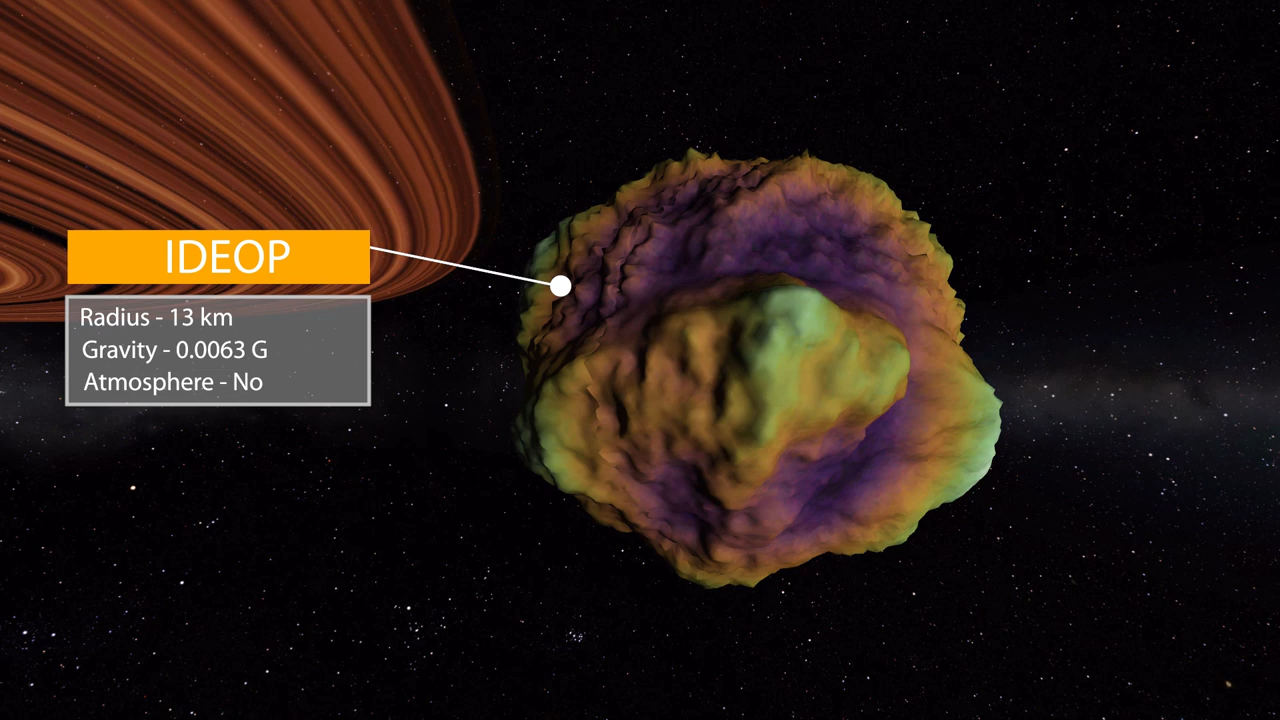 IDEOP
Radius - 13 km
Gravity - 0.0063 G
Atmosphere - No